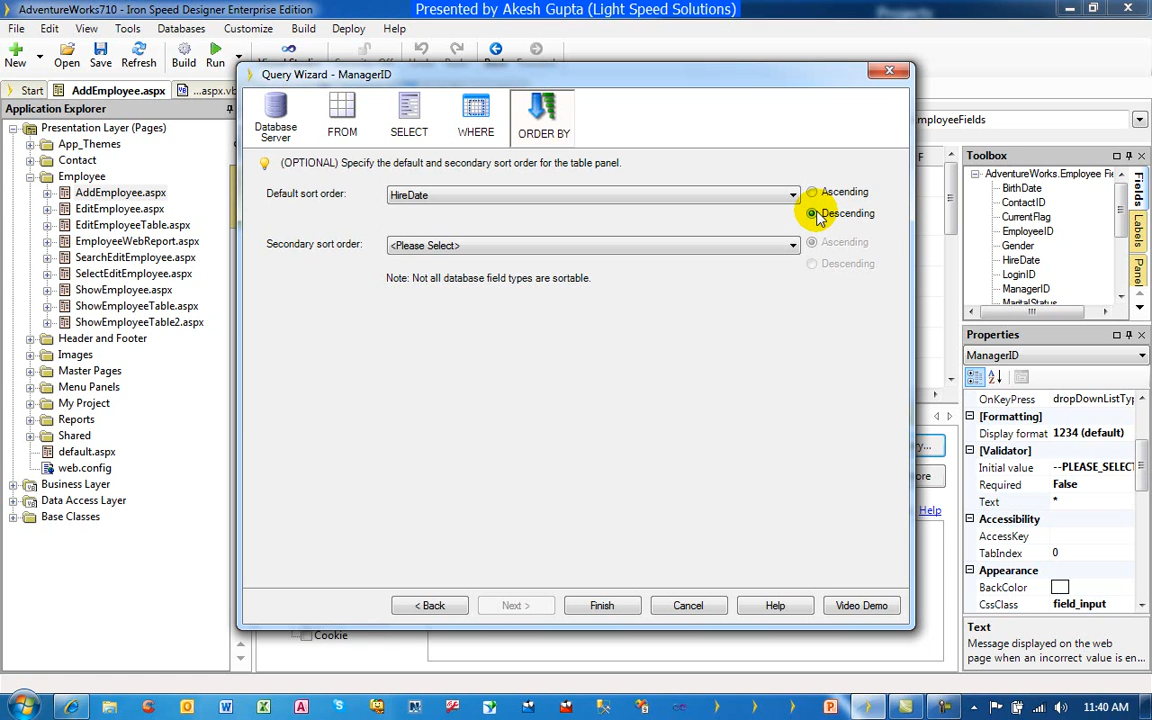 AdventureWorks710 - Iron Speed Designer Enterprise Edition
Presented by Akesh Gupta (Light Speed Solutions)
File Edit View Tools Databases Customize Build Deploy Help
New Open Save Refresh Build Run
Start AddEmployee.aspx ...aspx.vb
Application Explorer
Presentation Layer (Pages)
App_Themes
Contact
Employee
AddEmployee.aspx
EditEmployee.aspx
EditEmployeeTable.aspx
EmployeeWebReport.aspx
SearchEditEmployee.aspx
SelectEditEmployee.aspx
ShowEmployee.aspx
ShowEmployeeTable.aspx
ShowEmployeeTable2.aspx
Header and Footer
Images
Master Pages
Menu Panels
My Project
Reports
Shared
default.aspx
web.config
Business Layer
Data Access Layer
Base Classes
Query Wizard - ManagerID
Database Server
FROM
SELECT
WHERE
ORDER BY
(OPTIONAL) Specify the default and secondary sort order for the table panel.
Default sort order: HireDate Ascending
Descending
Secondary sort order: <Please Select> Ascending
Descending
Note: Not all database field types are sortable.
< Back Next > Finish Cancel Help Video Demo
Cookie
mployeeFields
Toolbox
AdventureWorks.Employee Fie
BirthDate
ContactID
CurrentFlag
EmployeeID
Gender
HireDate
LoginID
ManagerID
MaritalStatus
Fields
Labels
Panel
Properties
ManagerID
OnKeyPress dropDownListTyp
[Formatting]
Display format 1234 (default)
[Validator]
Initial value --PLEASE_SELECT
Required False
Text *
Accessibility
AccessKey
TabIndex 0
Appearance
BackColor
CssClass field_input
Text
Message displayed on the web
page when an incorrect value is en...
y...
ore
Help
11:40 AM